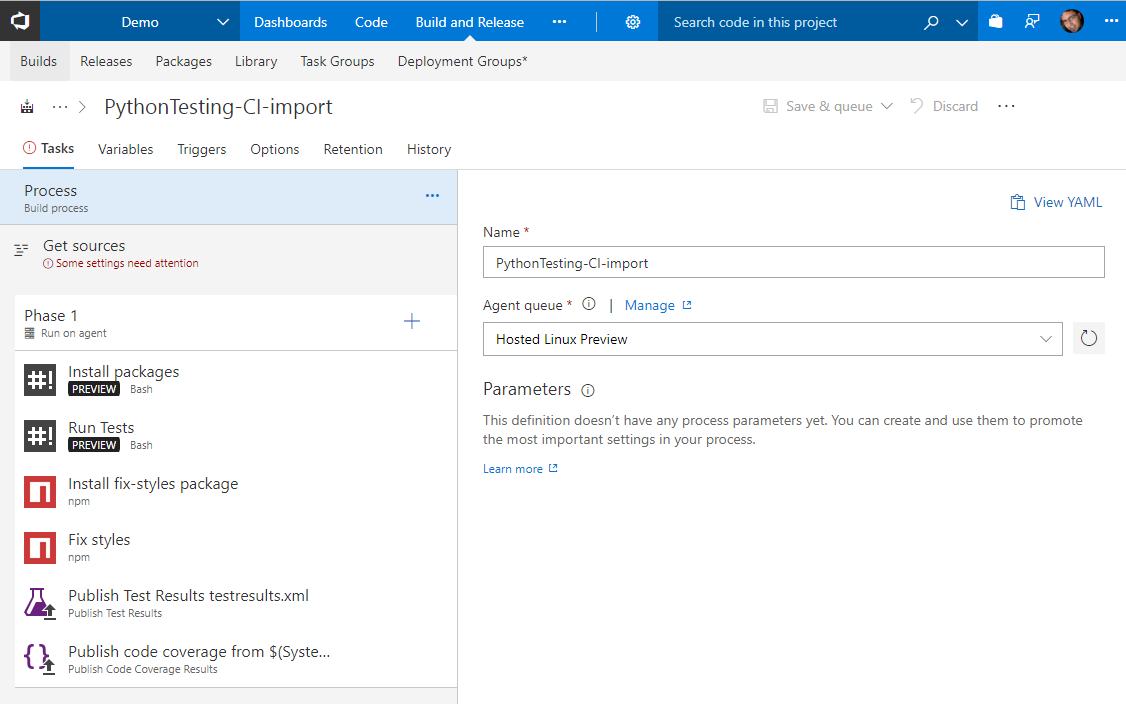 Demo
Dashboards Code Build and Release ...
Search code in this project
...
Builds Releases Packages Library Task Groups Deployment Groups*
... PythonTesting-CI-import
Save & queue Discard ...
Tasks Variables Triggers Options Retention History
Process
Build process
...
Get sources
Some settings need attention
Phase 1
Run on agent
#! Install packages
PREVIEW Bash
#! Run Tests
PREVIEW Bash
Install fix-styles package
npm
Fix styles
npm
Publish Test Results testresults.xml
Publish Test Results
Publish code coverage from $(Syste...
Publish Code Coverage Results
View YAML
Name *
PythonTesting-CI-import
Agent queue * | Manage
Hosted Linux Preview
Parameters
This definition doesn't have any process parameters yet. You can create and use them to promote
the most important settings in your process.
Learn more